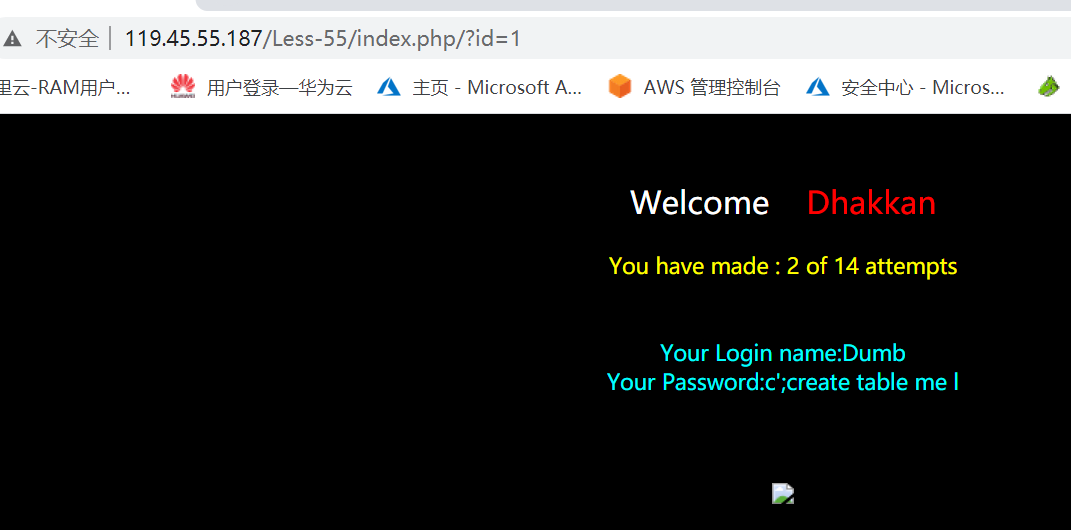 不安全 119.45.55.187/Less-55/index.php/?id=1
里云-RAM用户... HUAWEI 用户登录—华为云 主页 - Microsoft A... AWS 管理控制台 安全中心 - Micros...
Welcome Dhakkan
You have made : 2 of 14 attempts
Your Login name:Dumb
Your Password:c';create table me l